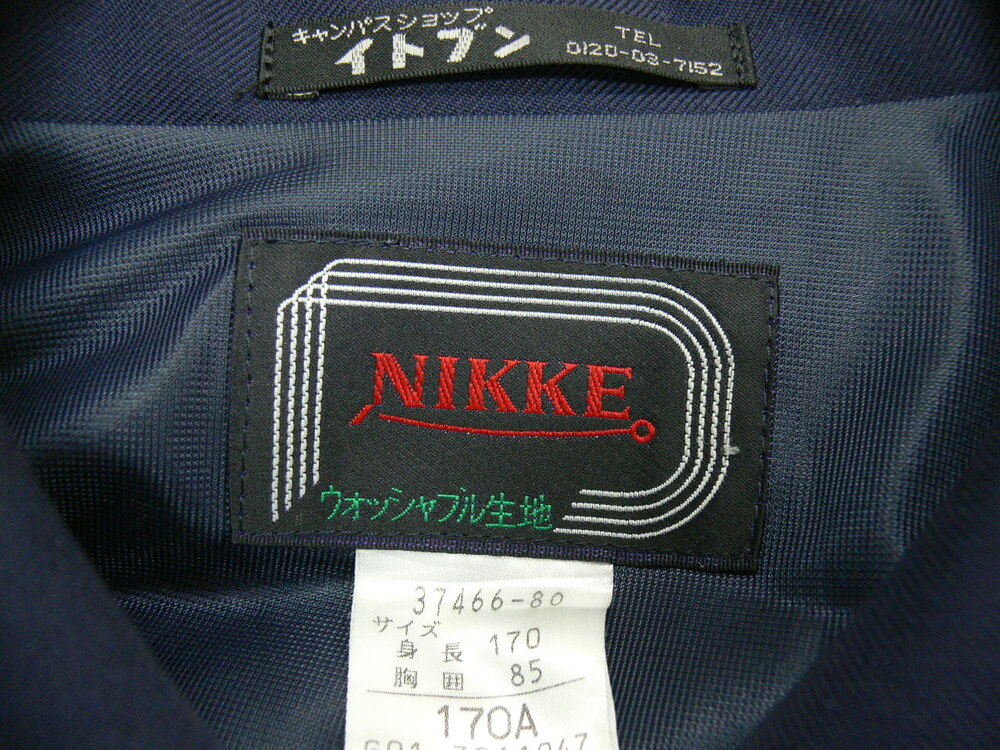 キャンパスショップ
イトブン
TEL
0120-03-7152
NIKKE
ウオッシャブル生地
37466-80
サイズ
身長 170
胸囲 85
170A